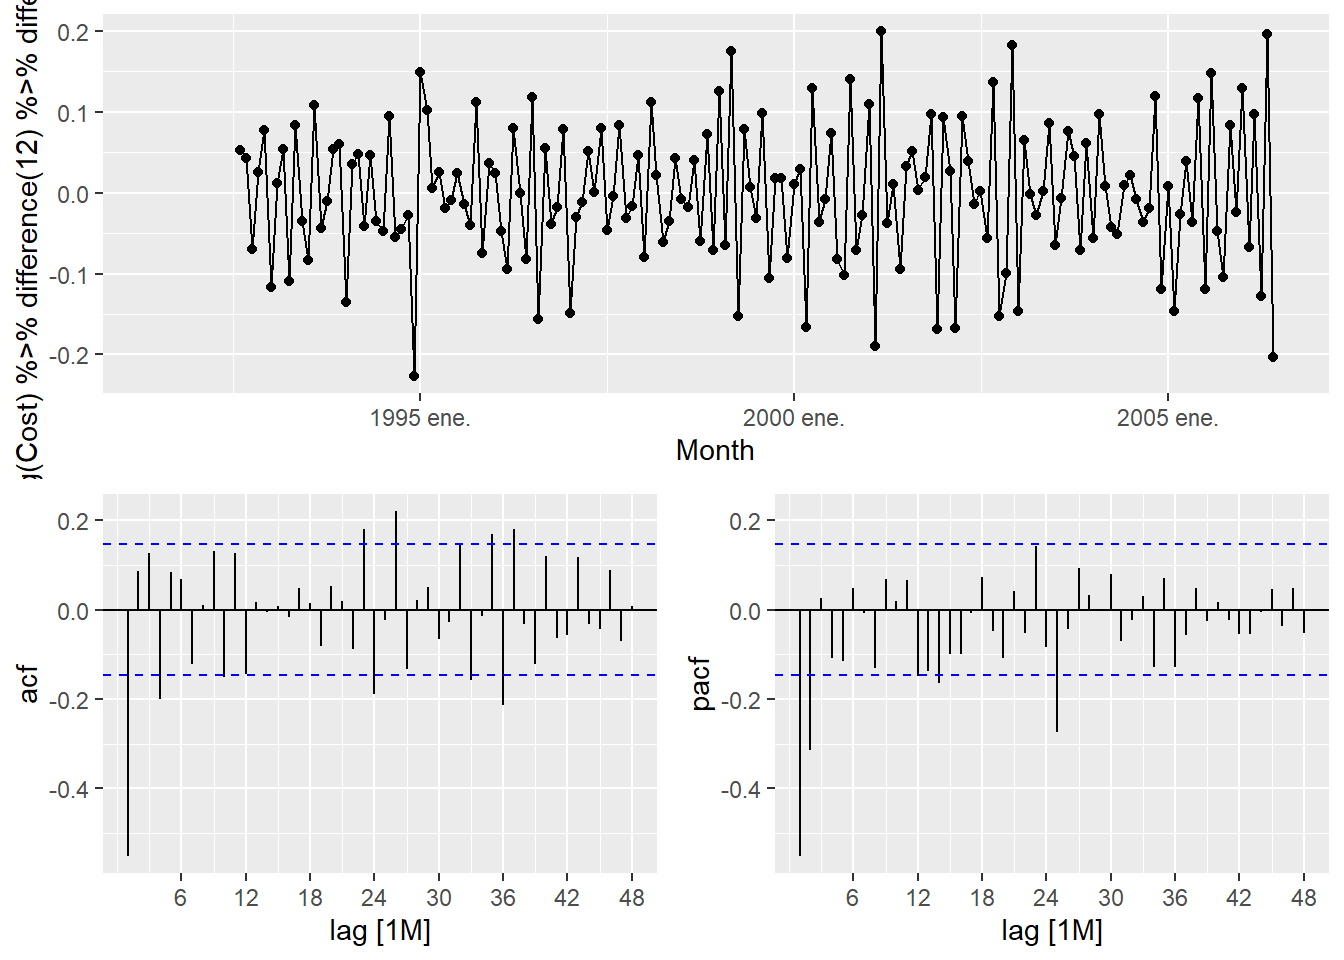 g(Cost) %>% difference(12) %>% diffe
0.2
0.1
0.0
-0.1
-0.2
1995 ene.
2000 ene.
2005 ene.
Month
acf
0.2
0.0
-0.2
-0.4
6 12 18 24 30 36 42 48
lag [1M]
pacf
0.2
0.0
-0.2
-0.4
6 12 18 24 30 36 42 48
lag [1M]